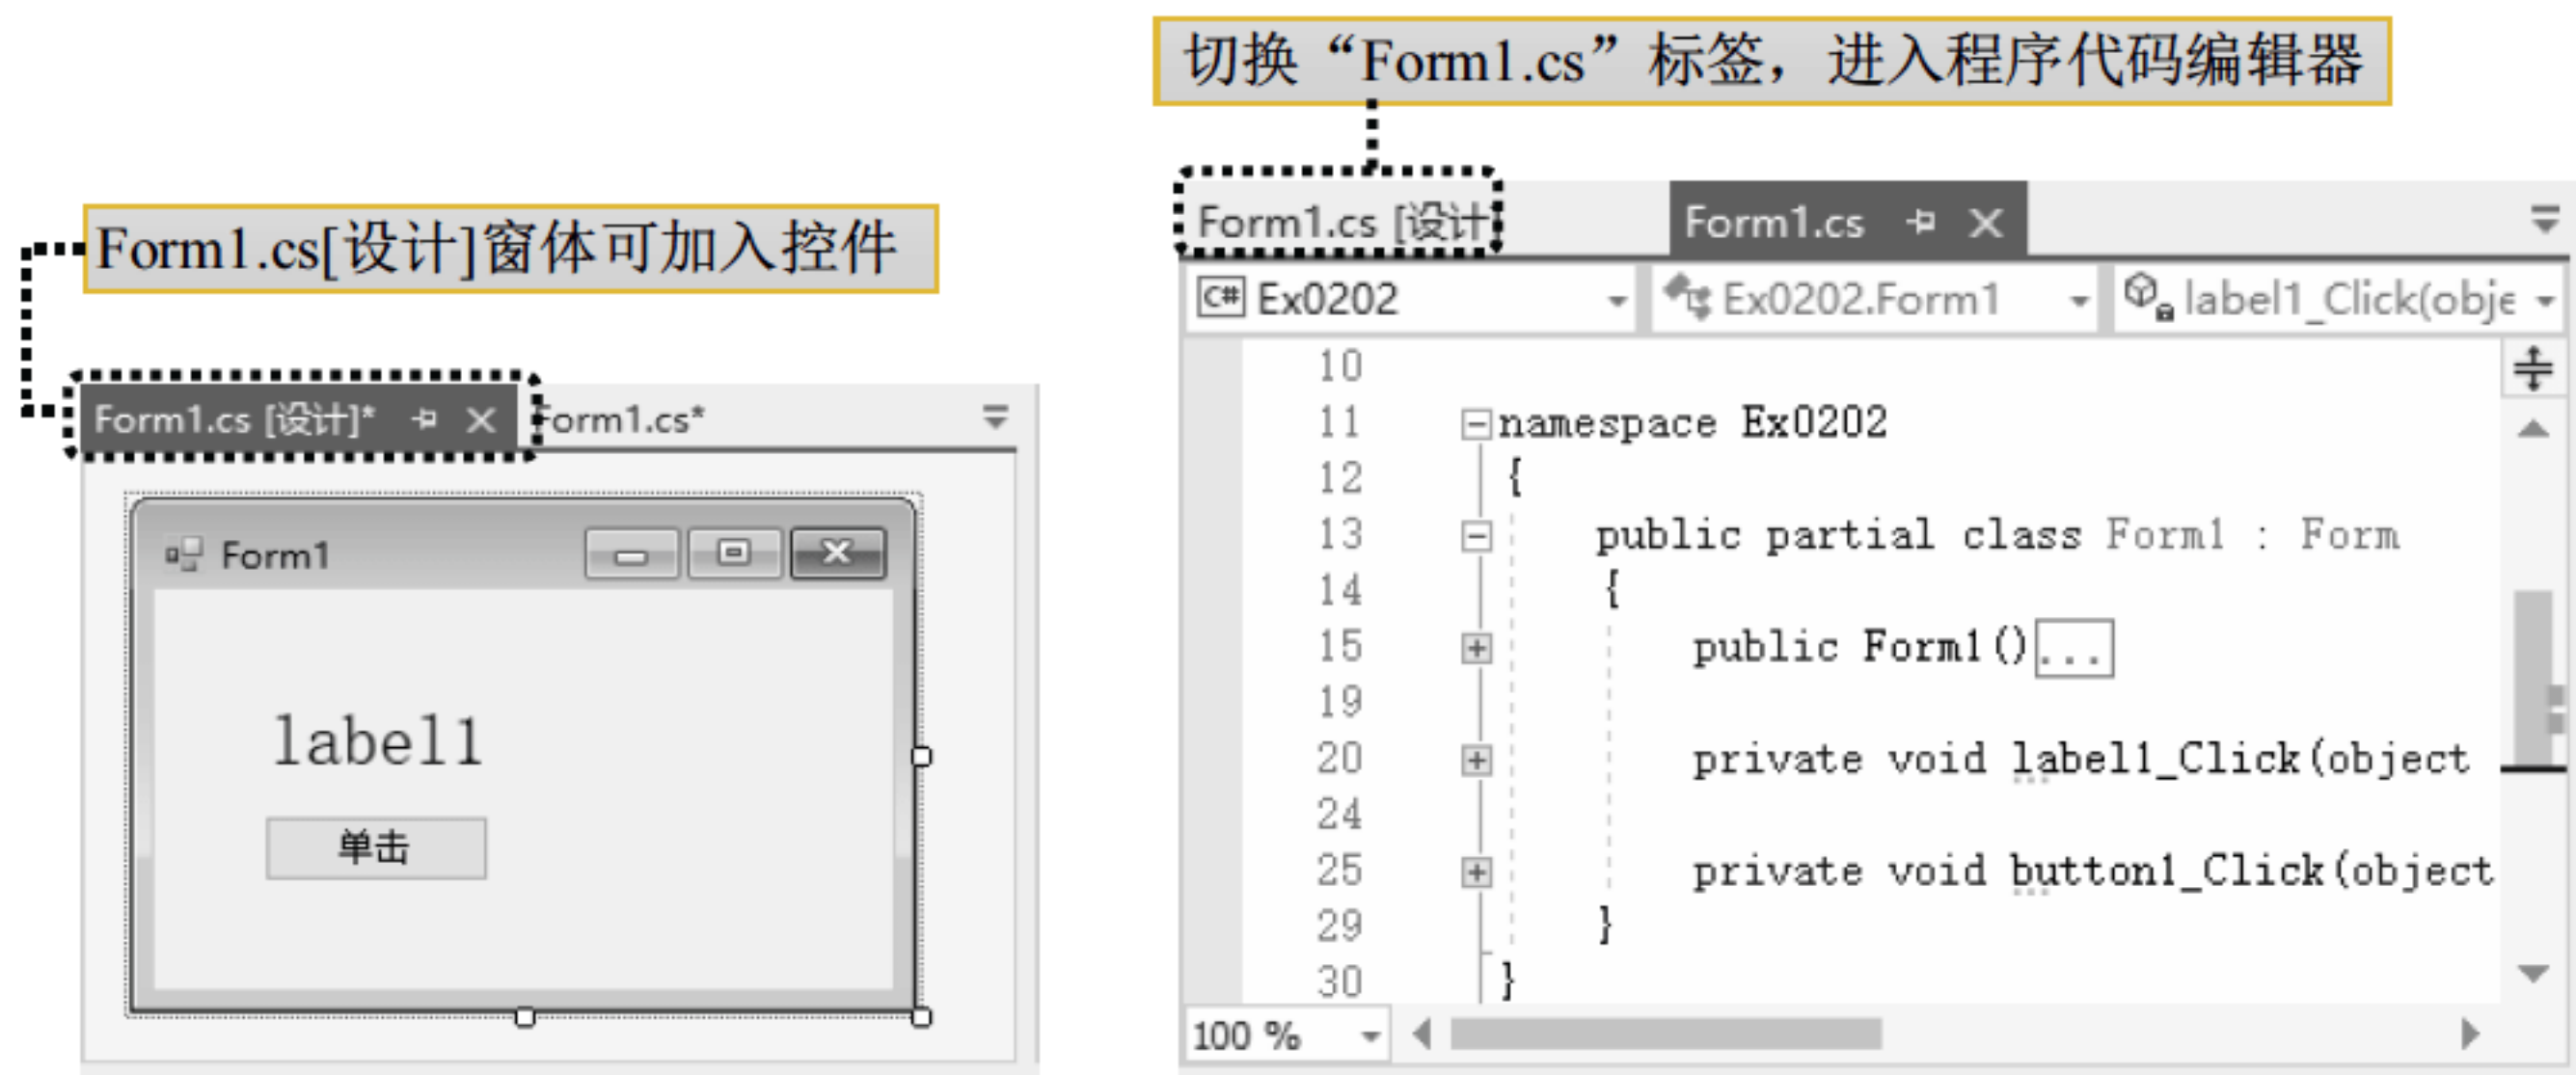 切换“Form1.cs”标签，进入程序代码编辑器
Form1.cs[设计]窗体可加入控件
Form1.cs [设计]*
Form1.cs*
Form1
label1
单击
Form1.cs [设计]
Form1.cs
C# Ex0202
Ex0202.Form1
label1_Click(obje
10
11 namespace Ex0202
12 {
13 public partial class Form1 : Form
14 {
15 public Form1()...
19
20 private void label1_Click(object
24
25 private void button1_Click(object
29 }
30 }
100 %